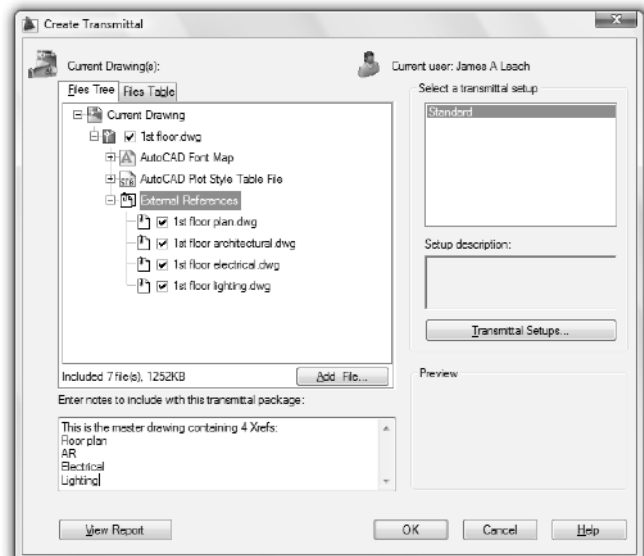 Create Transmittal
Current Drawing(s):
Current user: James A Leach
Files Tree
Files Table
Current Drawing
1st floor.dwg
AutoCAD Font Map
AutoCAD Plot Style Table File
External References
1st floor plan.dwg
1st floor architectural.dwg
1st floor electrical.dwg
1st floor lighting.dwg
Included 7 file(s), 1252KB
Add File...
Enter notes to include with this transmittal package:
This is the master drawing containing 4 Xrefs:
Floor plan
AR
Electrical
Lighting
Select a transmittal setup
Standard
Setup description:
Transmittal Setups...
Preview
View Report
OK
Cancel
Help